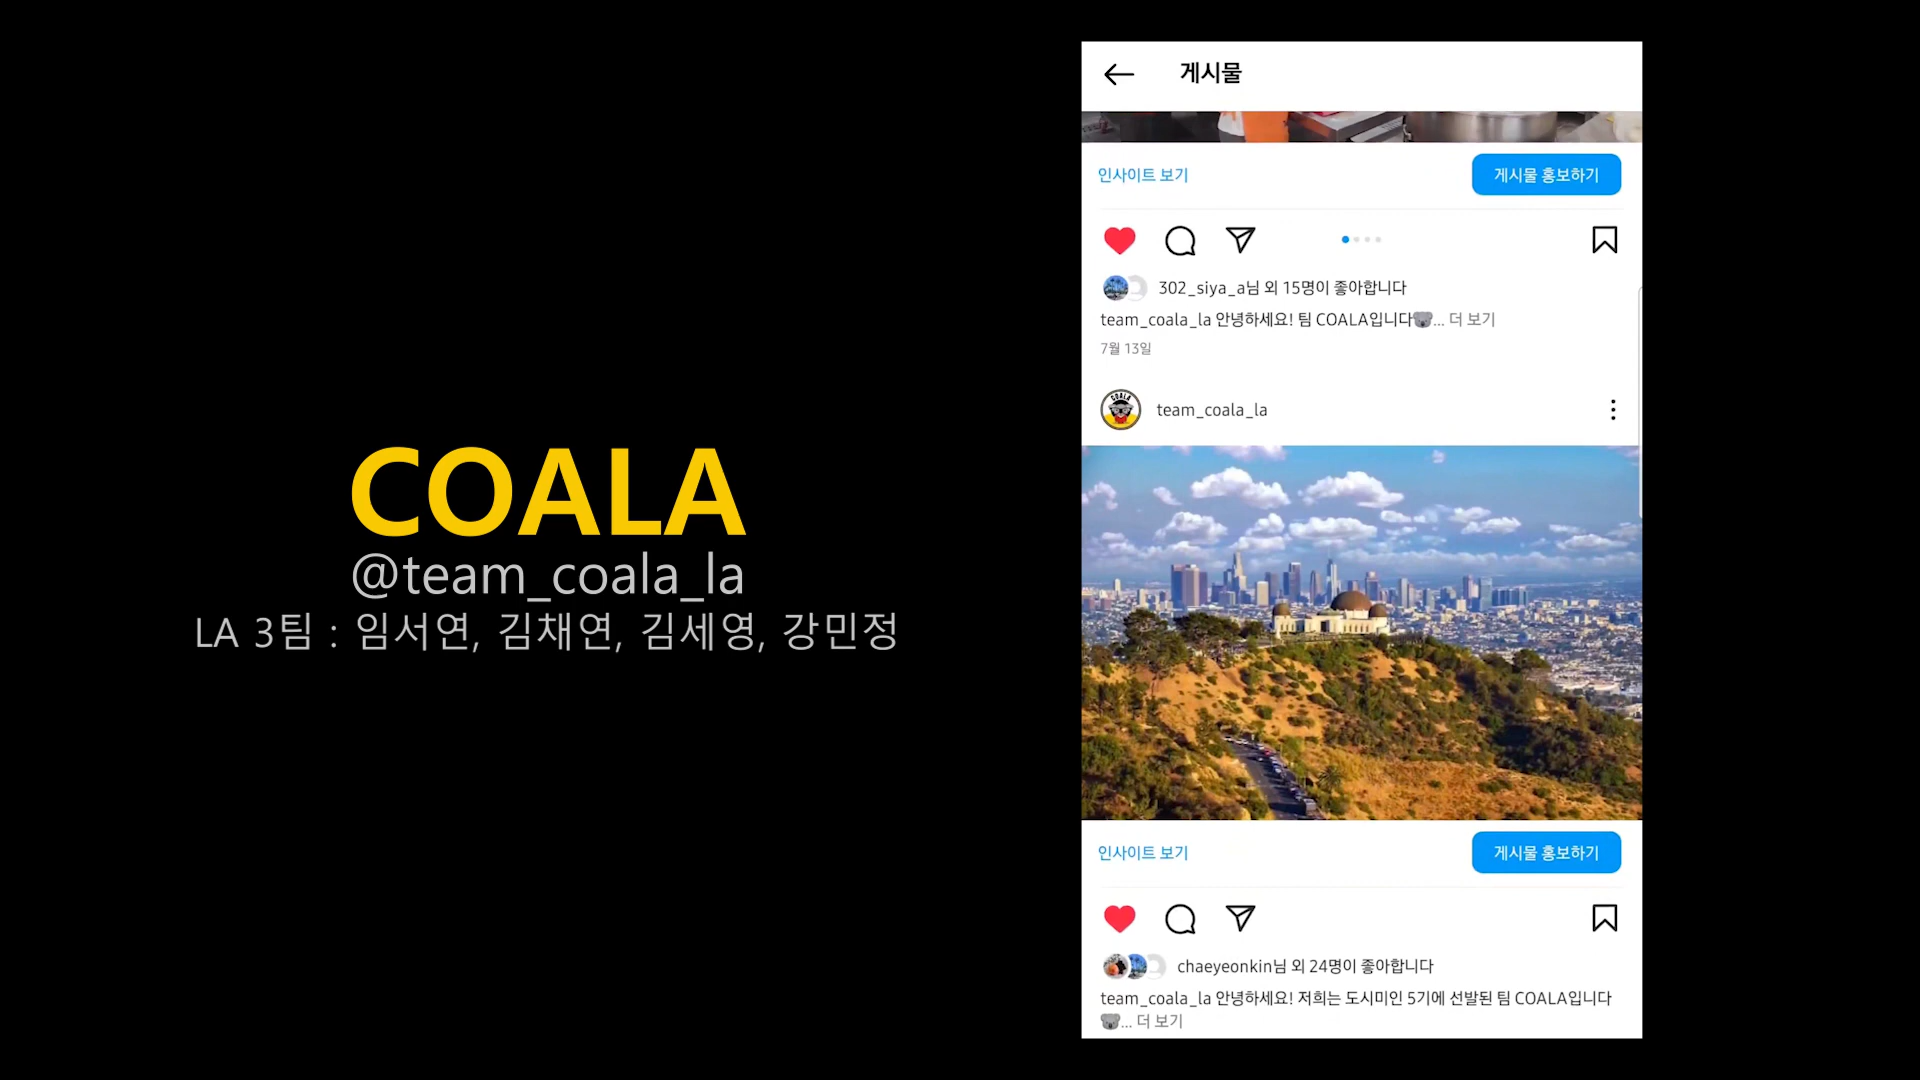 COALA
@team_coala_la
LA 3팀 : 임서연, 김채연, 김세영, 강민정
게시물
인사이트 보기
게시물 홍보하기
302_siya_a님 외 15명이 좋아합니다
team_coala_la 안녕하세요! 팀 COALA입니다🐨... 더 보기
7월 13일
COALA
team_coala_la
인사이트 보기
게시물 홍보하기
chaeyeonkin님 외 24명이 좋아합니다
team_coala_la 안녕하세요! 저희는 도시미인 5기에 선발된 팀 COALA입니다
🐨... 더 보기